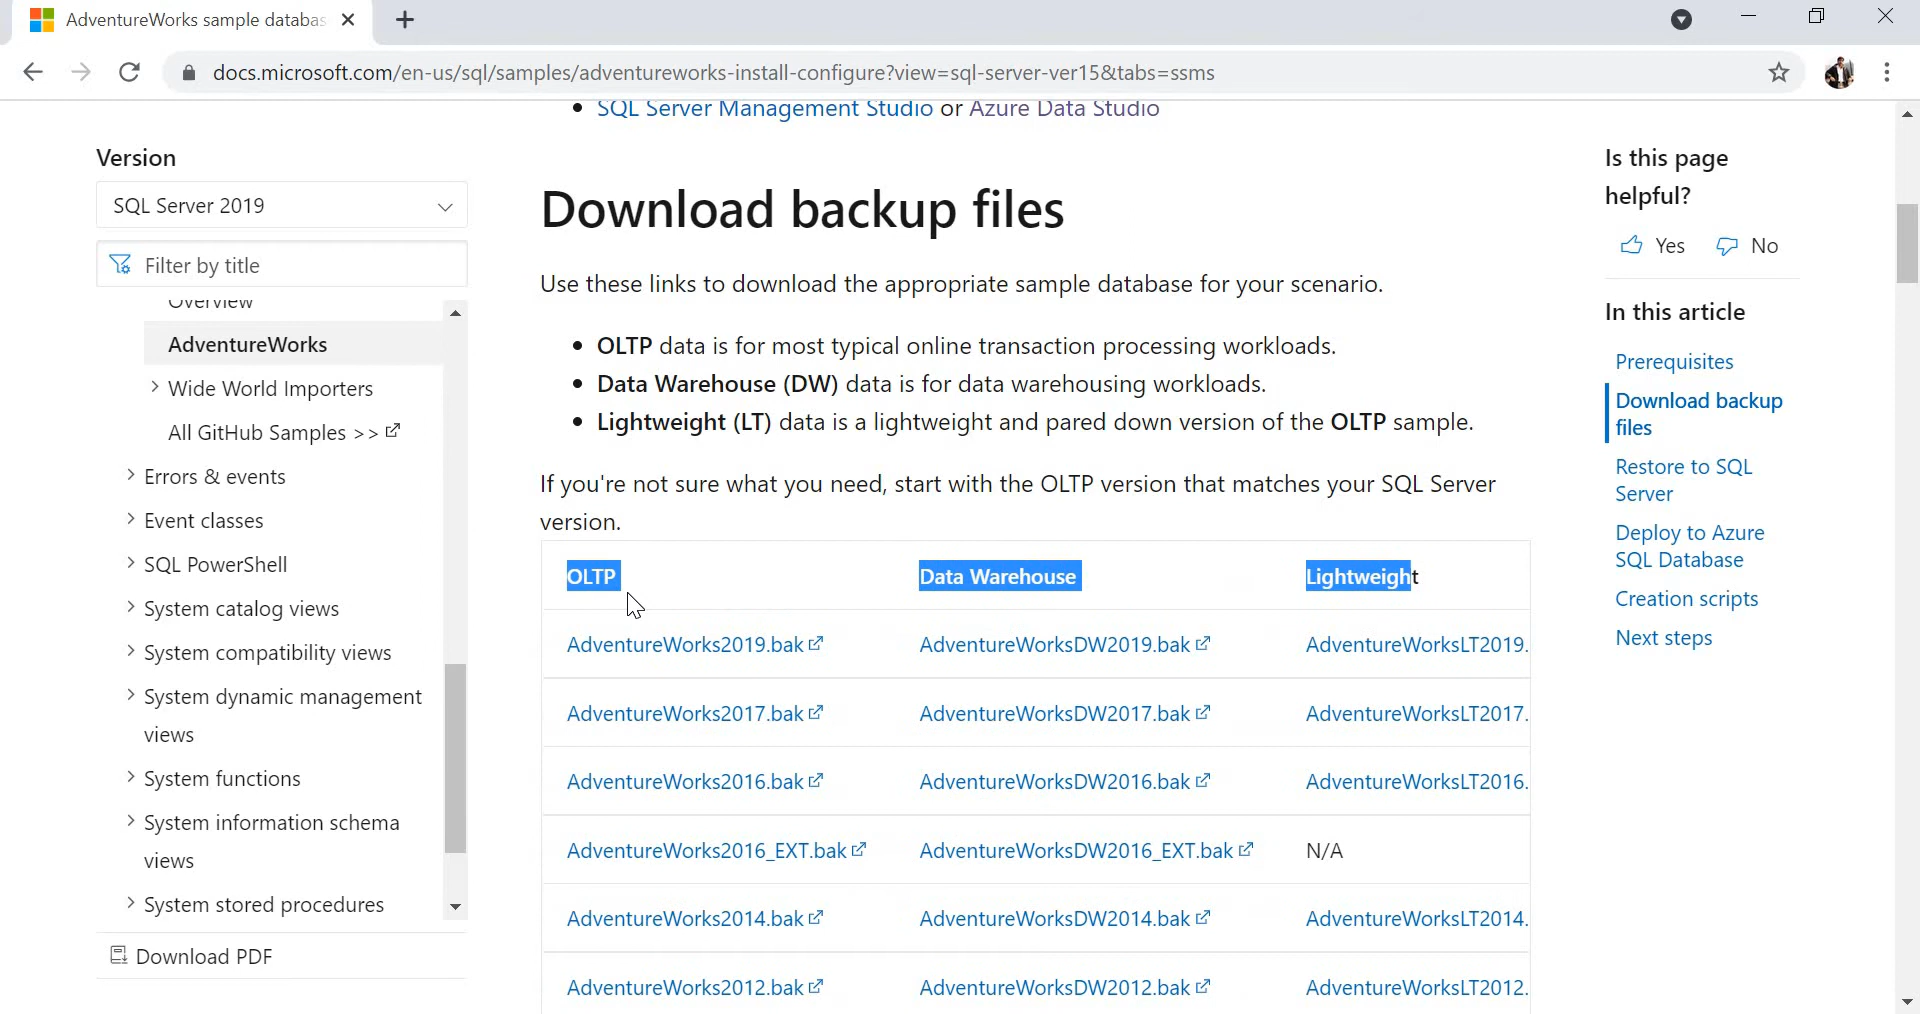 AdventureWorks sample databas
docs.microsoft.com/en-us/sql/samples/adventureworks-install-configure?view=sql-server-ver15&tabs=ssms
Version
SQL Server 2019
Filter by title
Overview
AdventureWorks
Wide World Importers
All GitHub Samples >>
Errors & events
Event classes
SQL PowerShell
System catalog views
System compatibility views
System dynamic management
views
System functions
System information schema
views
System stored procedures
Download PDF
• SQL Server Management Studio or Azure Data Studio
Download backup files
Use these links to download the appropriate sample database for your scenario.
• OLTP data is for most typical online transaction processing workloads.
• Data Warehouse (DW) data is for data warehousing workloads.
• Lightweight (LT) data is a lightweight and pared down version of the OLTP sample.
If you're not sure what you need, start with the OLTP version that matches your SQL Server
version.
OLTP Data Warehouse Lightweight
AdventureWorks2019.bak AdventureWorksDW2019.bak AdventureWorksLT2019.
AdventureWorks2017.bak AdventureWorksDW2017.bak AdventureWorksLT2017.
AdventureWorks2016.bak AdventureWorksDW2016.bak AdventureWorksLT2016.
AdventureWorks2016_EXT.bak AdventureWorksDW2016_EXT.bak N/A
AdventureWorks2014.bak AdventureWorksDW2014.bak AdventureWorksLT2014.
AdventureWorks2012.bak AdventureWorksDW2012.bak AdventureWorksLT2012.
Is this page
helpful?
Yes No
In this article
Prerequisites
Download backup
files
Restore to SQL
Server
Deploy to Azure
SQL Database
Creation scripts
Next steps